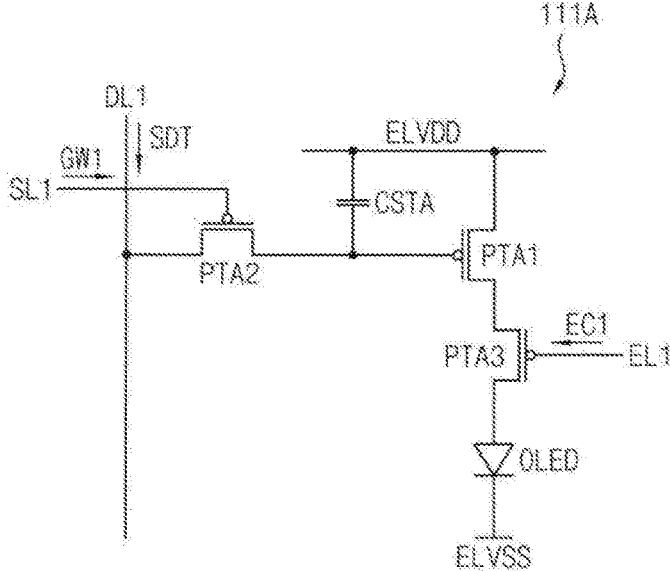 111A
DL1
SDT
GW1
SL1
ELVDD
CSTA
PTA2
PTA1
EC1
PTA3
EL1
OLED
ELVSS